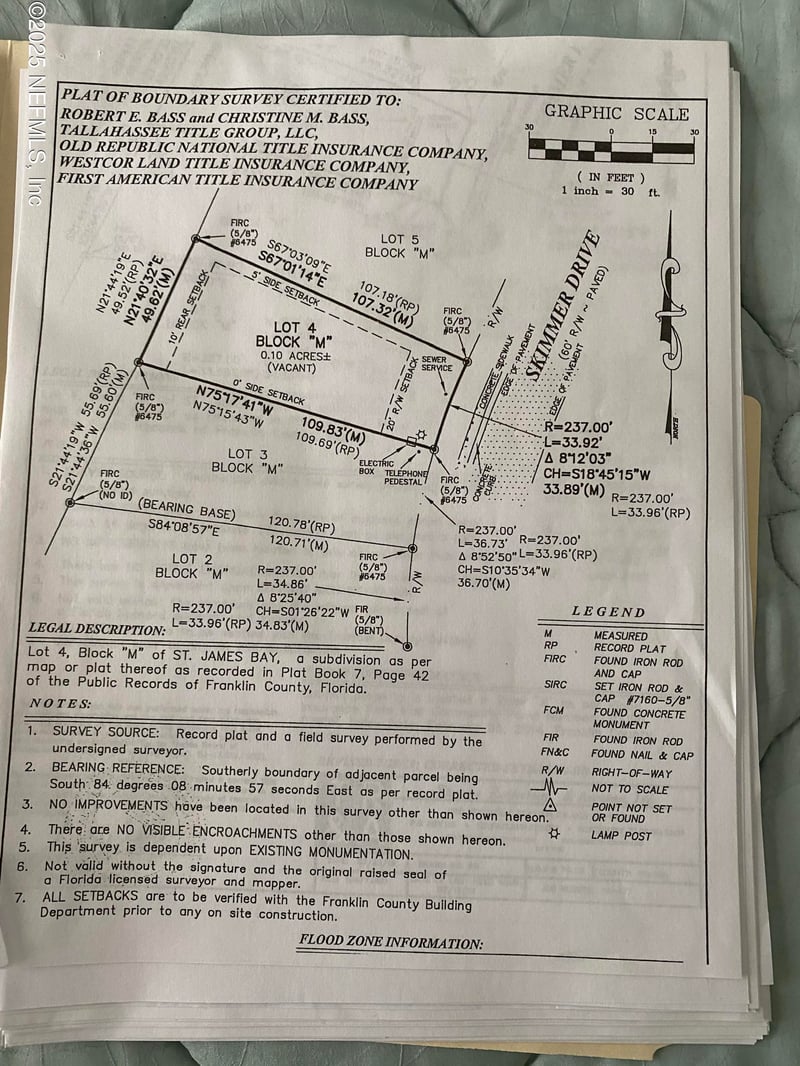 ©2025 NEFMLS, Inc
PLAT OF BOUNDARY SURVEY CERTIFIED TO:
ROBERT E. BASS and CHRISTINE M. BASS,
TALLAHASSEE TITLE GROUP, LLC,
OLD REPUBLIC NATIONAL TITLE INSURANCE COMPANY,
WESTCOR LAND TITLE INSURANCE COMPANY,
FIRST AMERICAN TITLE INSURANCE COMPANY
GRAPHIC SCALE
30 0 15 30
( IN FEET )
1 inch = 30 ft.
FIRC
(5/8")
#6475
LOT 5
BLOCK "M"
N21°44'19"E
49.52'(RP)
N21°40'32"E
49.62'(M)
S67°03'09"E
S67°01'14"E
107.18'(RP)
107.32'(M)
5' SIDE SETBACK
10' REAR SETBACK
LOT 4
BLOCK "M"
0.10 ACRES±
(VACANT)
20' R/W SETBACK
0' SIDE SETBACK
N75°17'41"W
N75°15'43"W
109.83'(M)
109.69'(RP)
FIRC
(5/8")
#6475
R/W
SEWER
SERVICE
CONCRETE SIDEWALK
EDGE OF PAVEMENT
SKIMMER DRIVE
(60' R/W ~ PAVED)
EDGE OF PAVEMENT
CONCRETE
CURB
NORTH
R=237.00'
L=33.92'
Δ 8°12'03"
CH=S18°45'15"W
33.89'(M)
R=237.00'
L=33.96'(RP)
FIRC
(5/8")
#6475
S21°44'19"W 55.69'(RP)
S21°44'36"W 55.60'(M)
LOT 3
BLOCK "M"
ELECTRIC
BOX
TELEPHONE
PEDESTAL
FIRC
(5/8")
#6475
FIRC
(5/8")
(NO ID)
(BEARING BASE)
S84°08'57"E
120.78'(RP)
120.71'(M)
R=237.00'
L=36.73'
Δ 8°52'50"
CH=S10°35'34"W
36.70'(M)
R=237.00'
L=33.96'(RP)
FIRC
(5/8")
#6475
R/W
LOT 2
BLOCK "M"
R=237.00'
L=34.86'
Δ 8°25'40"
CH=S01°26'22"W
34.83'(M)
R=237.00'
L=33.96'(RP)
FIR
(5/8")
(BENT)
LEGAL DESCRIPTION:
Lot 4, Block "M" of ST. JAMES BAY, a subdivision as per
map or plat thereof as recorded in Plat Book 7, Page 42
of the Public Records of Franklin County, Florida.
NOTES:
1. SURVEY SOURCE: Record plat and a field survey performed by the
undersigned surveyor.
2. BEARING REFERENCE: Southerly boundary of adjacent parcel being
South 84 degrees 08 minutes 57 seconds East as per record plat.
3. NO IMPROVEMENTS have been located in this survey other than shown hereon.
4. There are NO VISIBLE ENCROACHMENTS other than those shown hereon.
5. This survey is dependent upon EXISTING MONUMENTATION.
6. Not valid without the signature and the original raised seal of
a Florida licensed surveyor and mapper.
7. ALL SETBACKS are to be verified with the Franklin County Building
Department prior to any on site construction.
LEGEND
M MEASURED
RP RECORD PLAT
FIRC FOUND IRON ROD
AND CAP
SIRC SET IRON ROD &
CAP #7160-5/8"
FCM FOUND CONCRETE
MONUMENT
FIR FOUND IRON ROD
FN&C FOUND NAIL & CAP
R/W RIGHT-OF-WAY
NOT TO SCALE
POINT NOT SET
OR FOUND
LAMP POST
FLOOD ZONE INFORMATION: